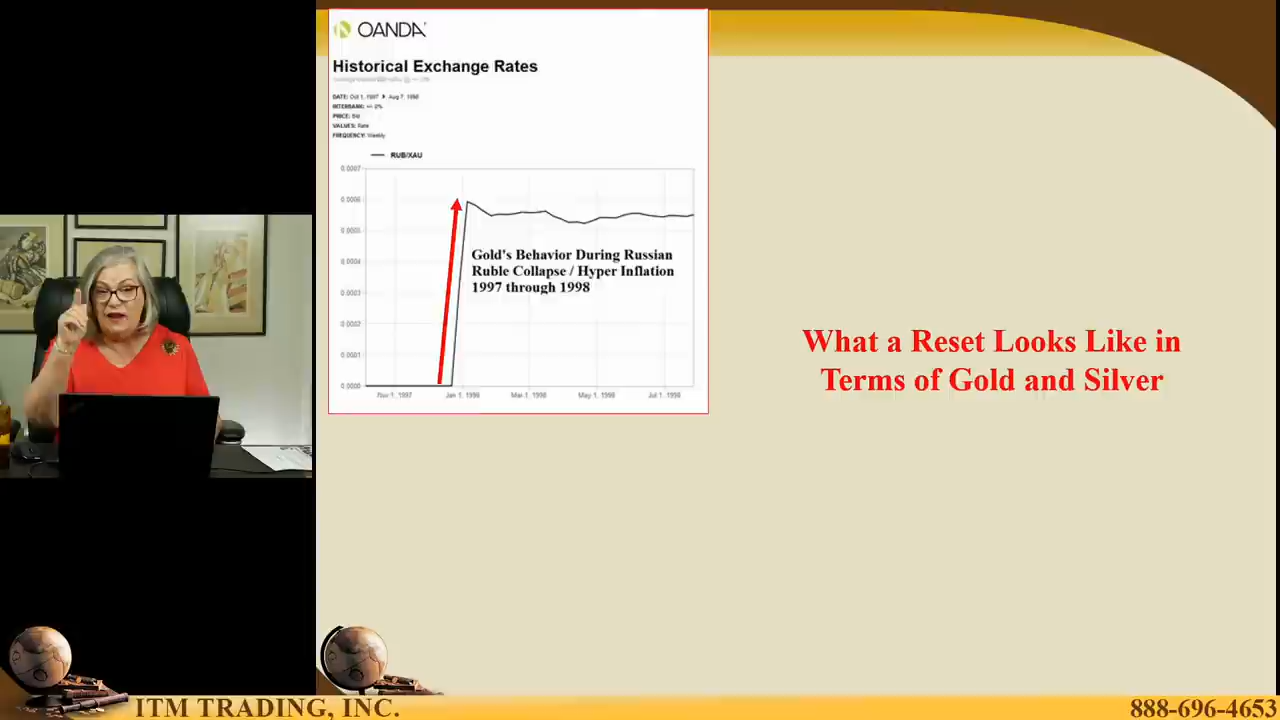 OANDA
Historical Exchange Rates
DATE: Oct 1, 1997 ▸ Aug 7, 1998
INTERBANK: +/- 0%
PRICE: Bid
VALUES: Rate
FREQUENCY: Weekly
RUB/XAU
0.0007
0.0006
0.0005
0.0004
0.0003
0.0002
0.0001
0.0000
Nov 1, 1997 Jan 1, 1998 Mar 1, 1998 May 1, 1998 Jul 1, 1998
Gold's Behavior During Russian
Ruble Collapse / Hyper Inflation
1997 through 1998
What a Reset Looks Like in
Terms of Gold and Silver
ITM TRADING, INC.
888-696-4653